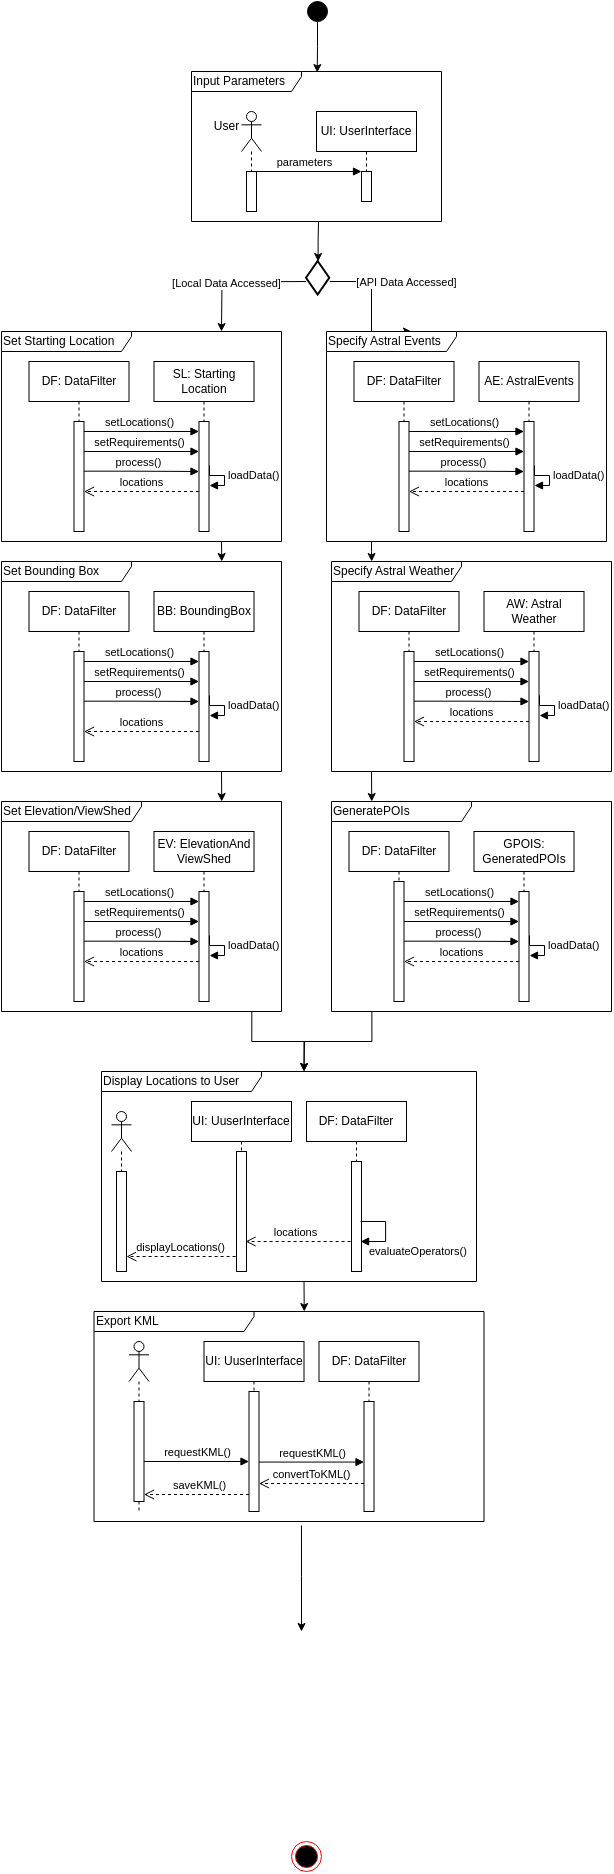 Input Parameters
User
UI: UserInterface
parameters
[Local Data Accessed]
[API Data Accessed]
Set Starting Location
DF: DataFilter
SL: Starting
Location
setLocations()
setRequirements()
process()
loadData()
locations
Specify Astral Events
DF: DataFilter
AE: AstralEvents
setLocations()
setRequirements()
process()
loadData()
locations
Set Bounding Box
DF: DataFilter
BB: BoundingBox
setLocations()
setRequirements()
process()
loadData()
locations
Specify Astral Weather
DF: DataFilter
AW: Astral
Weather
setLocations()
setRequirements()
process()
loadData()
locations
Set Elevation/ViewShed
DF: DataFilter
EV: ElevationAnd
ViewShed
setLocations()
setRequirements()
process()
loadData()
locations
GeneratePOIs
DF: DataFilter
GPOIS:
GeneratedPOIs
setLocations()
setRequirements()
process()
loadData()
locations
Display Locations to User
UI: UuserInterface
DF: DataFilter
locations
displayLocations()
evaluateOperators()
Export KML
UI: UuserInterface
DF: DataFilter
requestKML()
requestKML()
convertToKML()
saveKML()